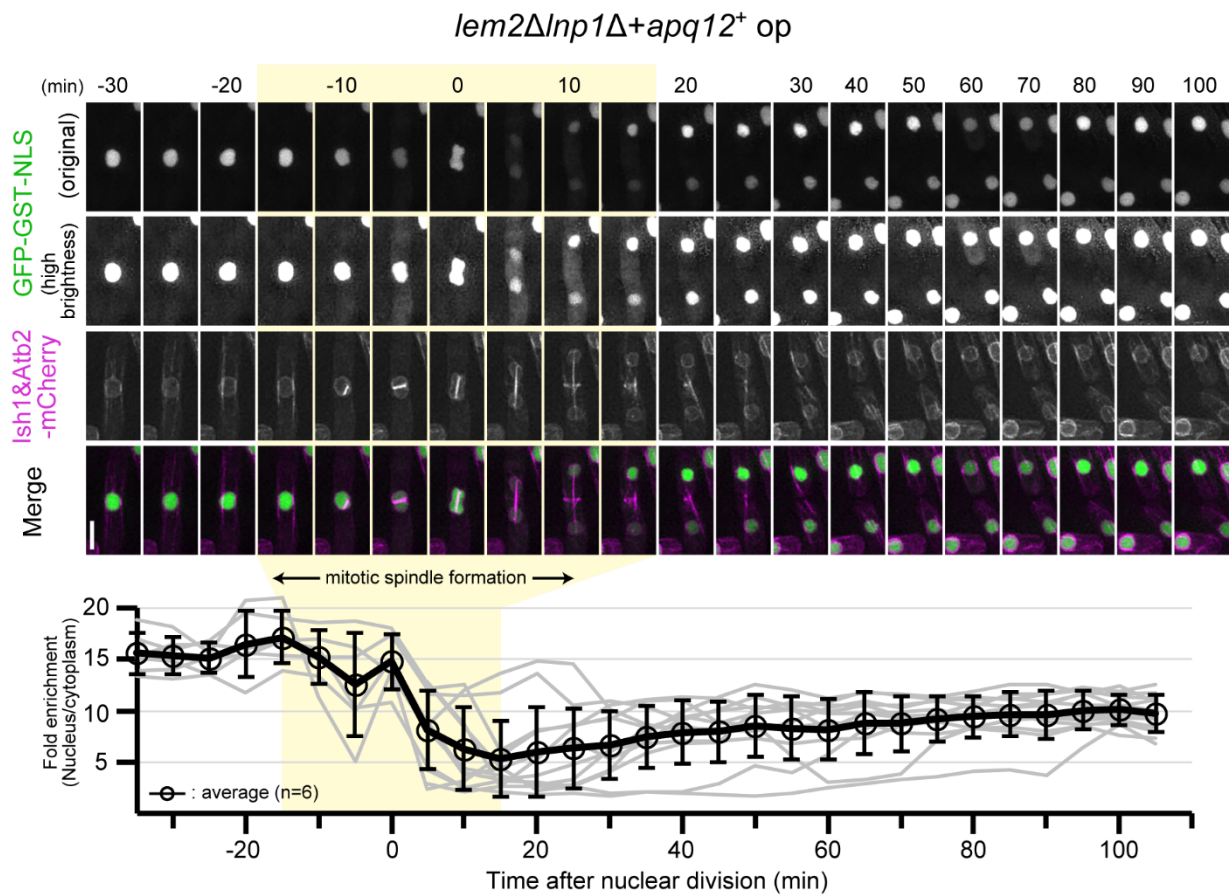 lem2Δlnp1Δ+apq12⁺ op
(min) -30 -20 -10 0 10 20 30 40 50 60 70 80 90 100
GFP-GST-NLS
(original)
(high
brightness)
Ish1&Atb2
-mCherry
Merge
mitotic spindle formation
Fold enrichment
(Nucleus/cytoplasm)
20
15
10
5
: average (n=6)
-20 0 20 40 60 80 100
Time after nuclear division (min)